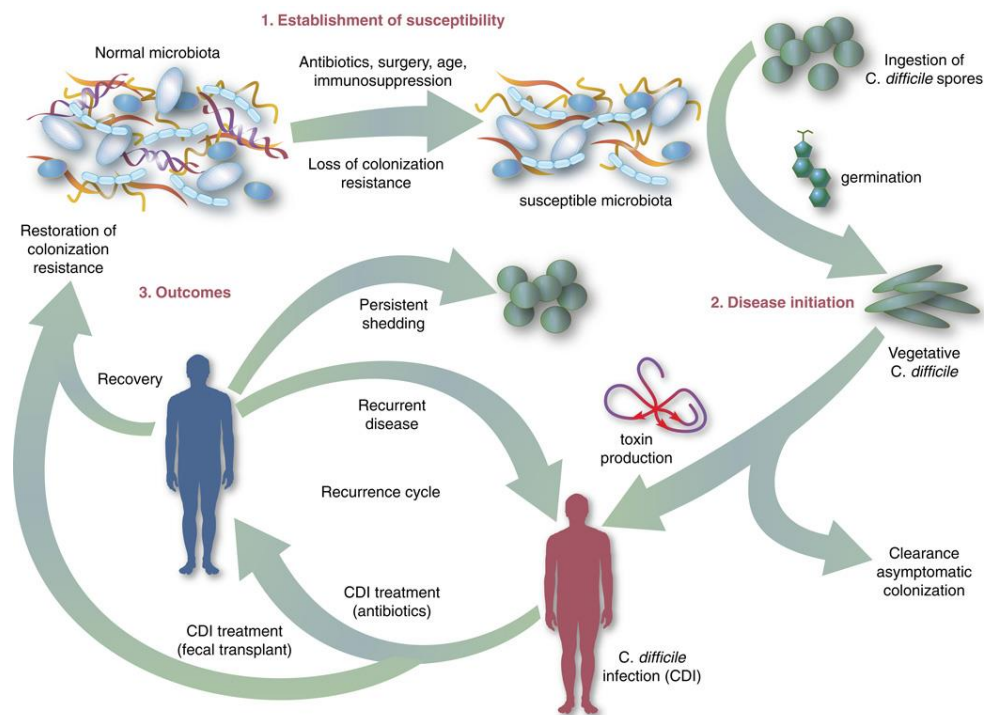 1. Establishment of susceptibility
Normal microbiota
Antibiotics, surgery, age,
immunosuppression
Loss of colonization
resistance
susceptible microbiota
Ingestion of
C. difficile spores
germination
2. Disease initiation
Vegetative
C. difficile
toxin
production
Clearance
asymptomatic
colonization
C. difficile
infection (CDI)
3. Outcomes
Persistent
shedding
Recurrent
disease
Recurrence cycle
CDI treatment
(antibiotics)
CDI treatment
(fecal transplant)
Recovery
Restoration of
colonization
resistance